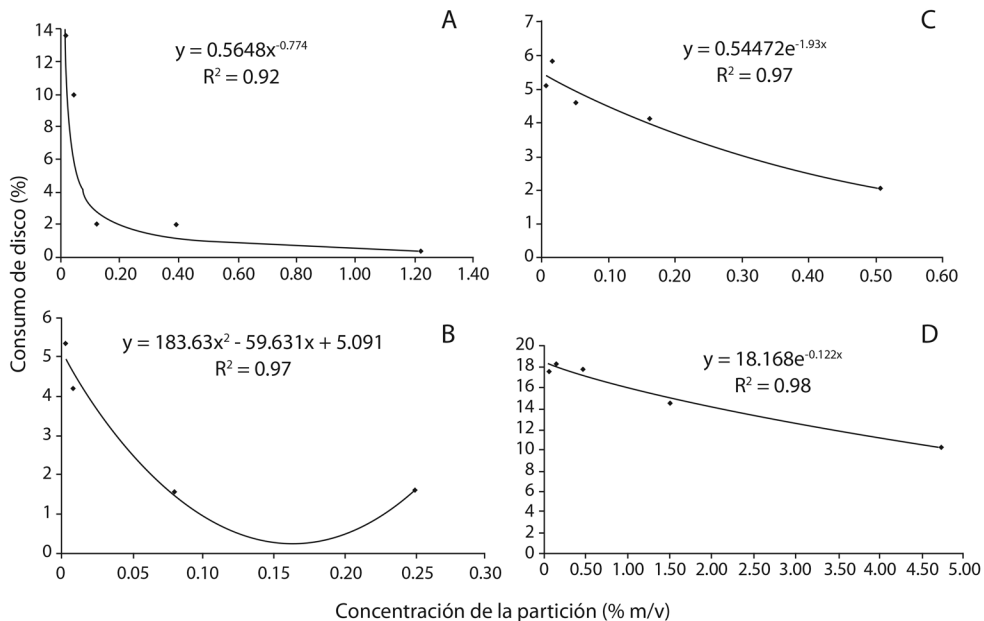 A
14
12
10
8
6
4
2
0
y = 0.5648x^-0.774
R² = 0.92
0 0.20 0.40 0.60 0.80 1.00 1.20 1.40
C
7
6
5
4
3
2
1
0
y = 0.54472e^-1.93x
R² = 0.97
0 0.10 0.20 0.30 0.40 0.50 0.60
Consumo de disco (%)
B
6
5
4
3
2
1
0
y = 183.63x² - 59.631x + 5.091
R² = 0.97
0 0.05 0.10 0.15 0.20 0.25 0.30
D
20
18
16
14
12
10
8
6
4
2
0
y = 18.168e^-0.122x
R² = 0.98
0 0.50 1.00 1.50 2.00 2.50 3.00 3.50 4.00 4.50 5.00
Concentración de la partición (% m/v)